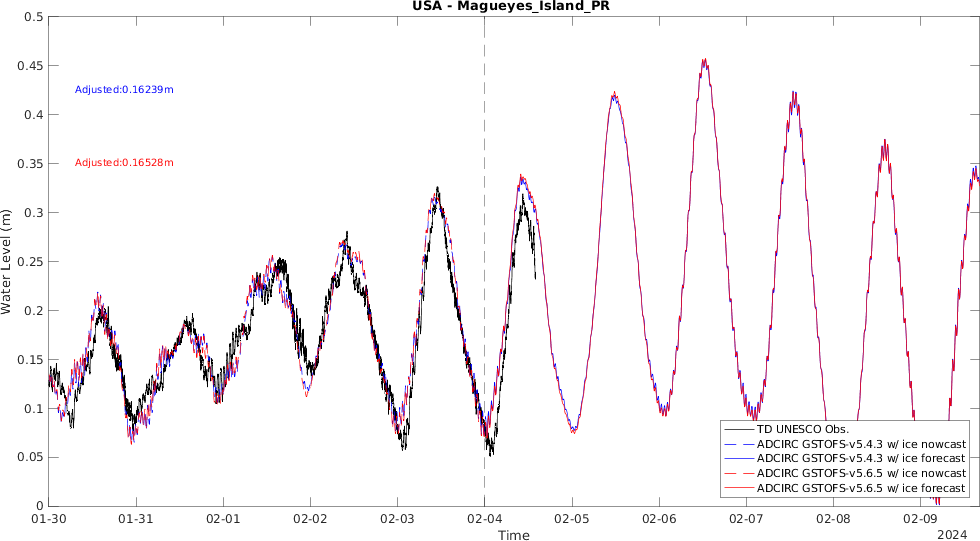 USA - Magueyes_Island_PR
0.5
0.45
Adjusted:0.16239m
0.4
0.35
Adjusted:0.16528m
0.3
Water Level (m)
0.25
0.2
0.15
0.1
0.05
0
TD UNESCO Obs.
ADCIRC GSTOFS-v5.4.3 w/ ice nowcast
ADCIRC GSTOFS-v5.4.3 w/ ice forecast
ADCIRC GSTOFS-v5.6.5 w/ ice nowcast
ADCIRC GSTOFS-v5.6.5 w/ ice forecast
01-30 01-31 02-01 02-02 02-03 02-04 02-05 02-06 02-07 02-08 02-09
Time
2024